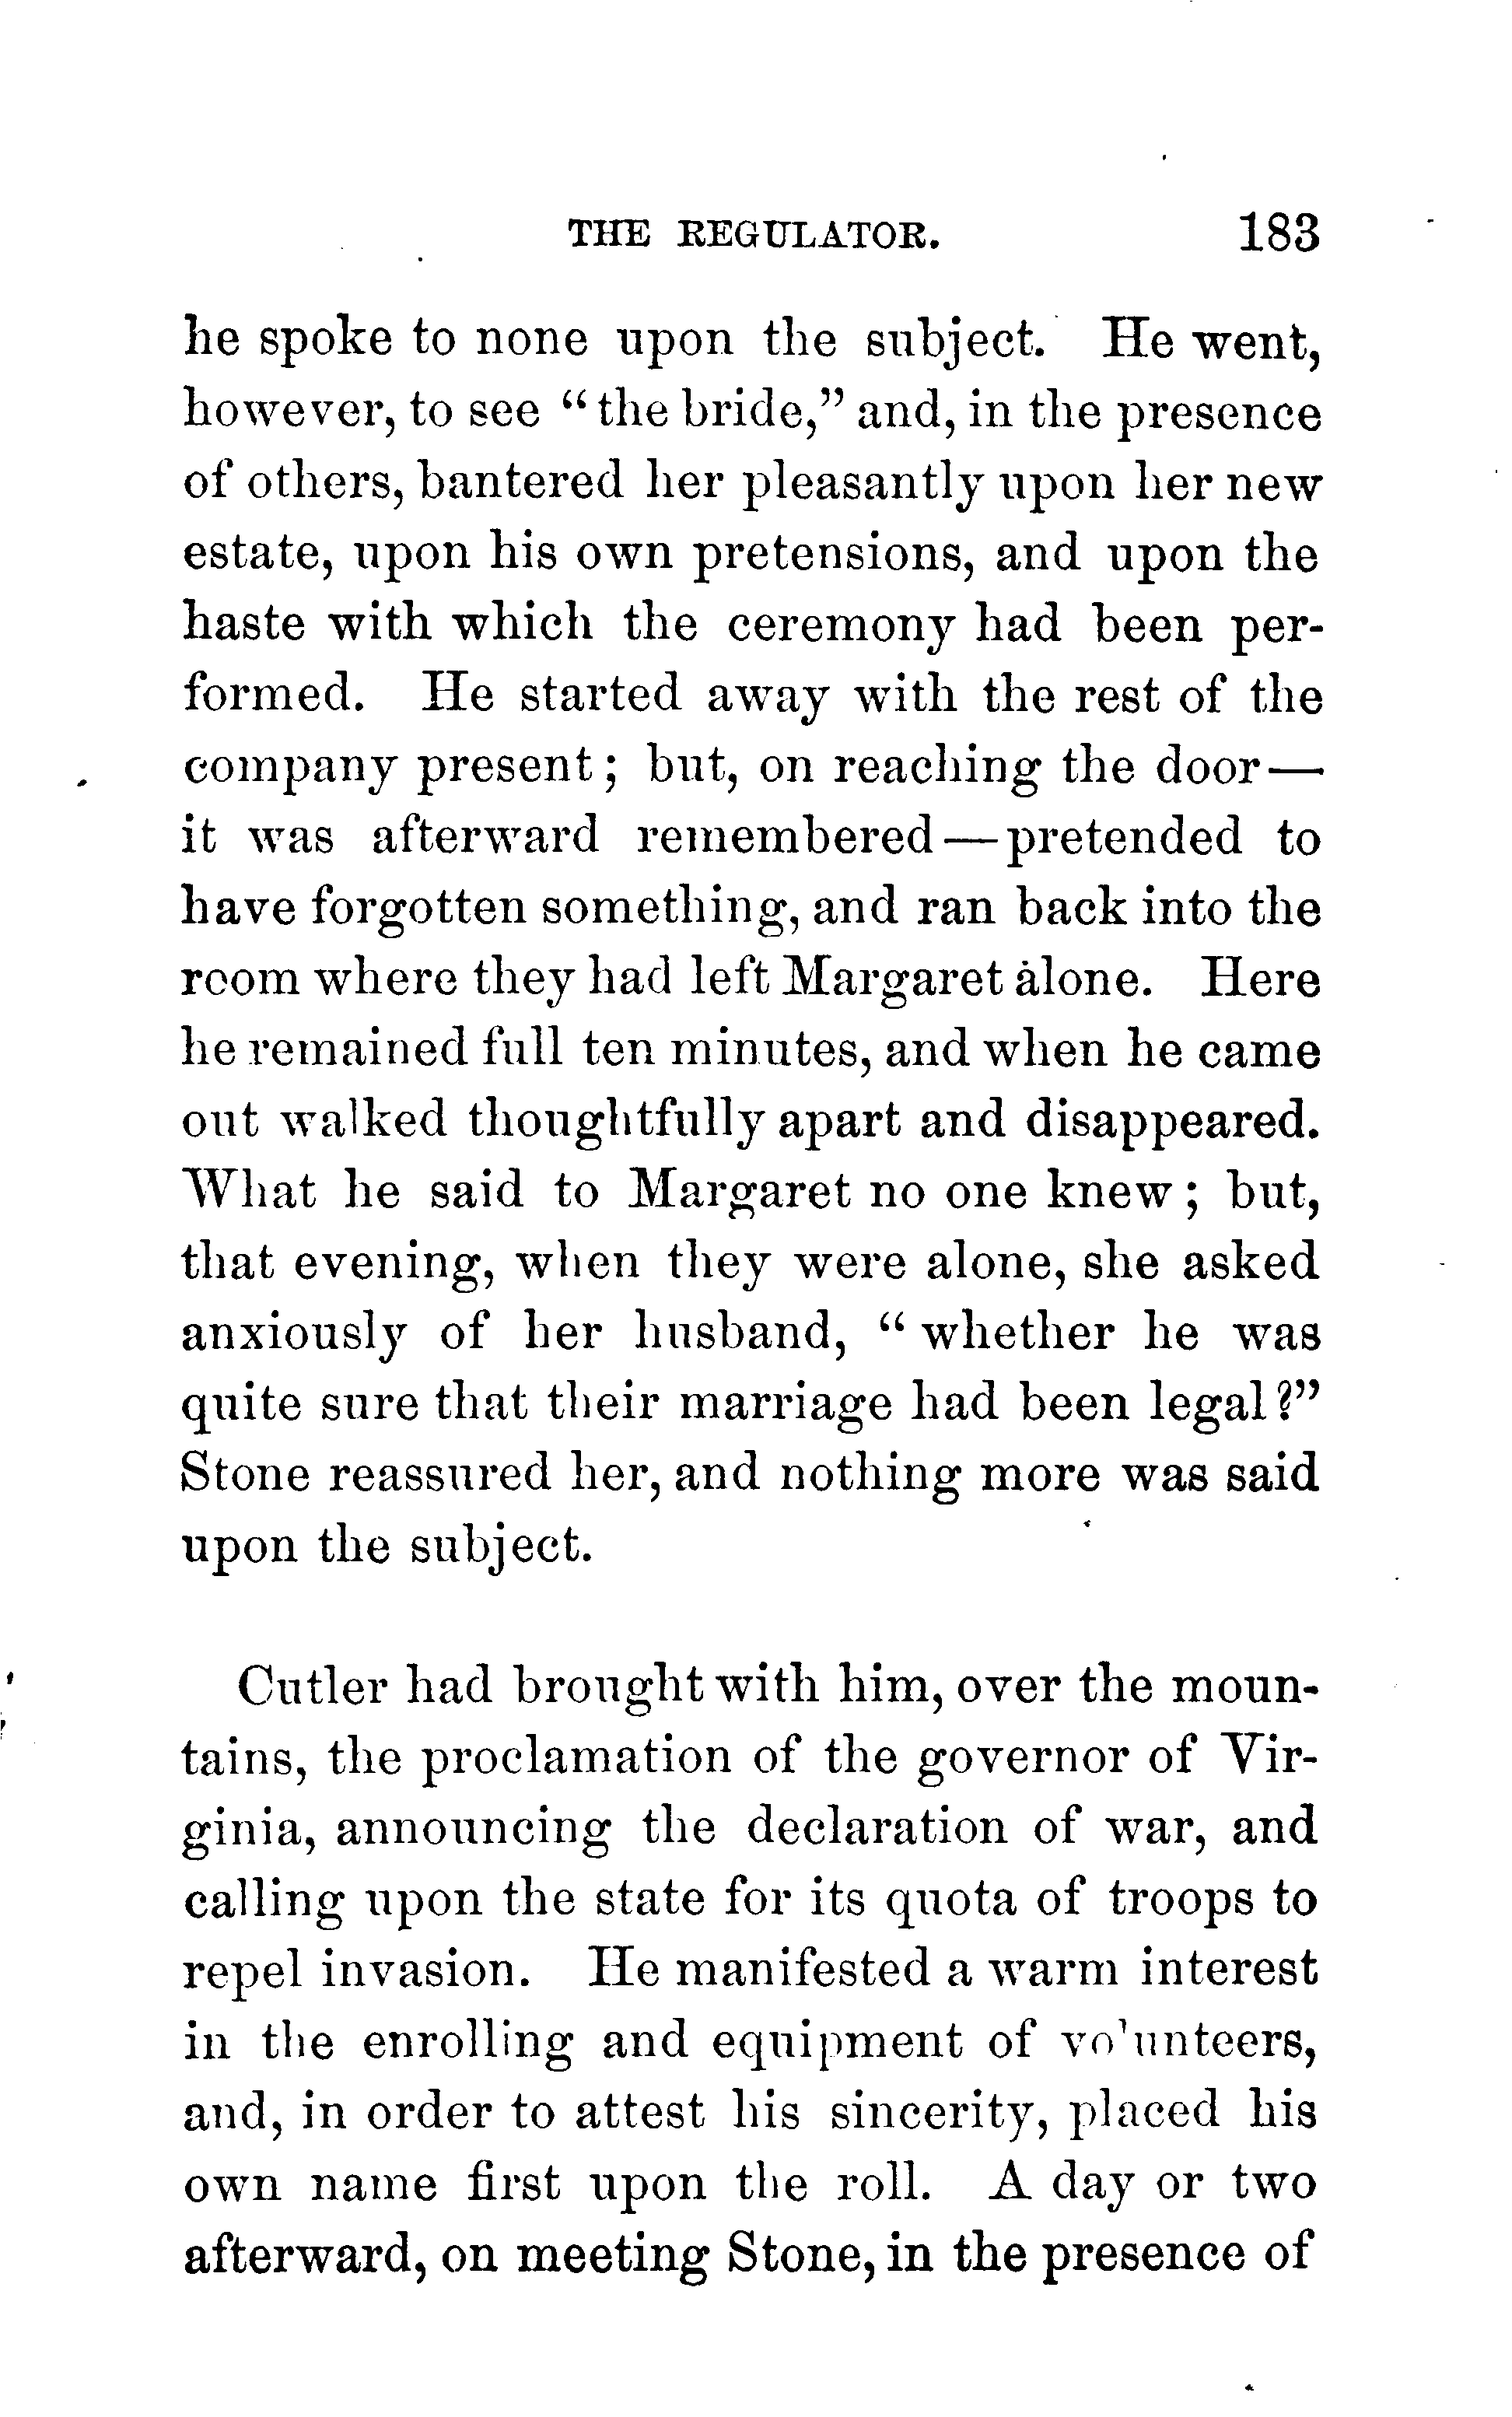 THE REGULATOR. 183
he spoke to none upon the subject. He went,
however, to see "the bride," and, in the presence
of others, bantered her pleasantly upon her new
estate, upon his own pretensions, and upon the
haste with which the ceremony had been per-
formed. He started away with the rest of the
company present; but, on reaching the door—
it was afterward remembered—pretended to
have forgotten something, and ran back into the
room where they had left Margaret alone. Here
he remained full ten minutes, and when he came
out walked thoughtfully apart and disappeared.
What he said to Margaret no one knew; but,
that evening, when they were alone, she asked
anxiously of her husband, "whether he was
quite sure that their marriage had been legal?"
Stone reassured her, and nothing more was said
upon the subject.
Cutler had brought with him, over the moun-
tains, the proclamation of the governor of Vir-
ginia, announcing the declaration of war, and
calling upon the state for its quota of troops to
repel invasion. He manifested a warm interest
in the enrolling and equipment of volunteers,
and, in order to attest his sincerity, placed his
own name first upon the roll. A day or two
afterward, on meeting Stone, in the presence of